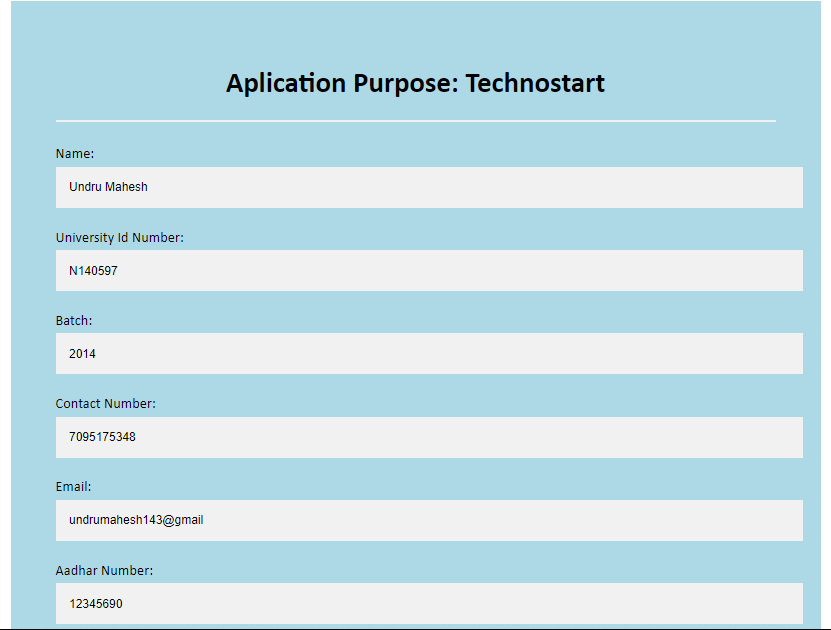 Aplication Purpose: Technostart
Name:
Undru Mahesh
University Id Number:
N140597
Batch:
2014
Contact Number:
7095175348
Email:
undrumahesh143@gmail
Aadhar Number:
12345690